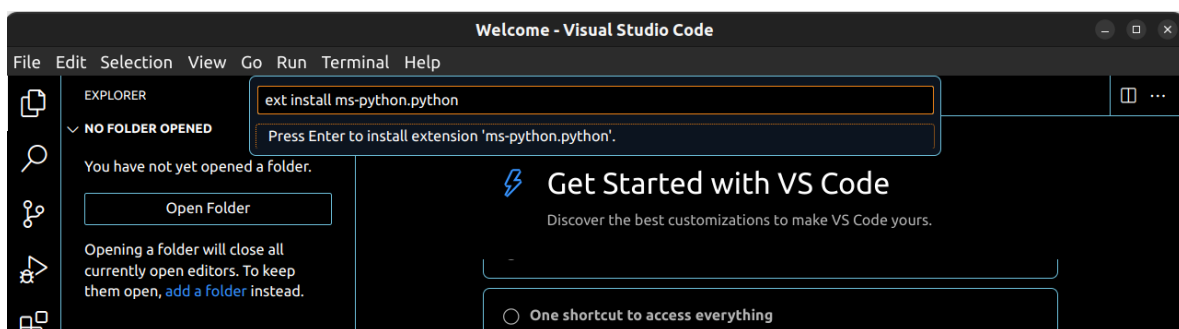 Welcome - Visual Studio Code
File Edit Selection View Go Run Terminal Help
EXPLORER
ext install ms-python.python
NO FOLDER OPENED
Press Enter to install extension 'ms-python.python'.
You have not yet opened a folder.
Get Started with VS Code
Open Folder
Discover the best customizations to make VS Code yours.
Opening a folder will close all
currently open editors. To keep
them open, add a folder instead.
One shortcut to access everything